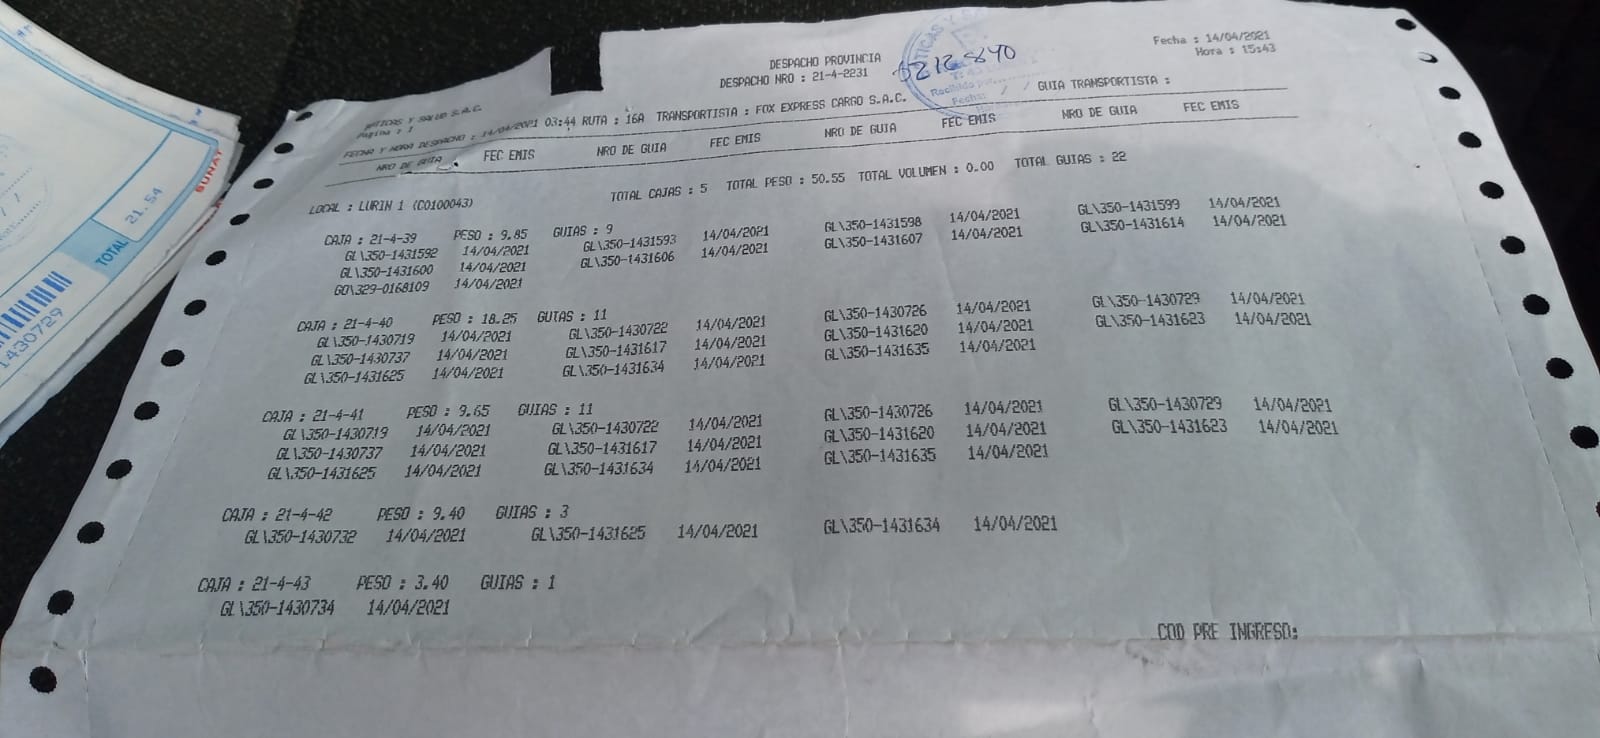 DESPACHO PROVINCIA
DESPACHO NRO : 21-4-2231
Fecha : 14/04/2021
Hora : 15:43
Y SALUD S.A.C.
Pagina : 1
FECHA Y HORA DESPACHO : 14/04/2021 03:44 RUTA : 16A TRANSPORTISTA : FOX EXPRESS CARGO S.A.C. GUIA TRANSPORTISTA :
NRO DE GUIA FEC EMIS NRO DE GUIA FEC EMIS NRO DE GUIA FEC EMIS NRO DE GUIA FEC EMIS
LOCAL : LURIN 1 (C0100043) TOTAL CAJAS : 5 TOTAL PESO : 50.55 TOTAL VOLUMEN : 0.00 TOTAL GUIAS : 22
CAJA : 21-4-39 PESO : 9.85 GUIAS : 9
GL\350-1431592 14/04/2021 GL\350-1431593 14/04/2021 GL\350-1431598 14/04/2021 GL\350-1431599 14/04/2021
GL\350-1431600 14/04/2021 GL\350-1431606 14/04/2021 GL\350-1431607 14/04/2021 GL\350-1431614 14/04/2021
GO\329-0168109 14/04/2021
CAJA : 21-4-40 PESO : 18.25 GUIAS : 11
GL\350-1430719 14/04/2021 GL\350-1430722 14/04/2021 GL\350-1430726 14/04/2021 GL\350-1430729 14/04/2021
GL\350-1430737 14/04/2021 GL\350-1431617 14/04/2021 GL\350-1431620 14/04/2021 GL\350-1431623 14/04/2021
GL\350-1431625 14/04/2021 GL\350-1431634 14/04/2021 GL\350-1431635 14/04/2021
CAJA : 21-4-41 PESO : 9.65 GUIAS : 11
GL\350-1430719 14/04/2021 GL\350-1430722 14/04/2021 GL\350-1430726 14/04/2021 GL\350-1430729 14/04/2021
GL\350-1430737 14/04/2021 GL\350-1431617 14/04/2021 GL\350-1431620 14/04/2021 GL\350-1431623 14/04/2021
GL\350-1431625 14/04/2021 GL\350-1431634 14/04/2021 GL\350-1431635 14/04/2021
CAJA : 21-4-42 PESO : 9.40 GUIAS : 3
GL\350-1430732 14/04/2021 GL\350-1431625 14/04/2021 GL\350-1431634 14/04/2021
CAJA : 21-4-43 PESO : 3.40 GUIAS : 1
GL\350-1430734 14/04/2021
COD PRE INGRESO:
TOTAL 21.54
SUNAT
1430729